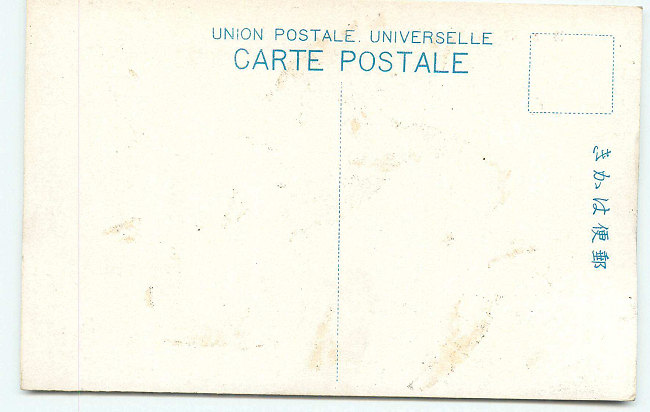 UNION POSTALE. UNIVERSELLE
CARTE POSTALE
郵便はかき